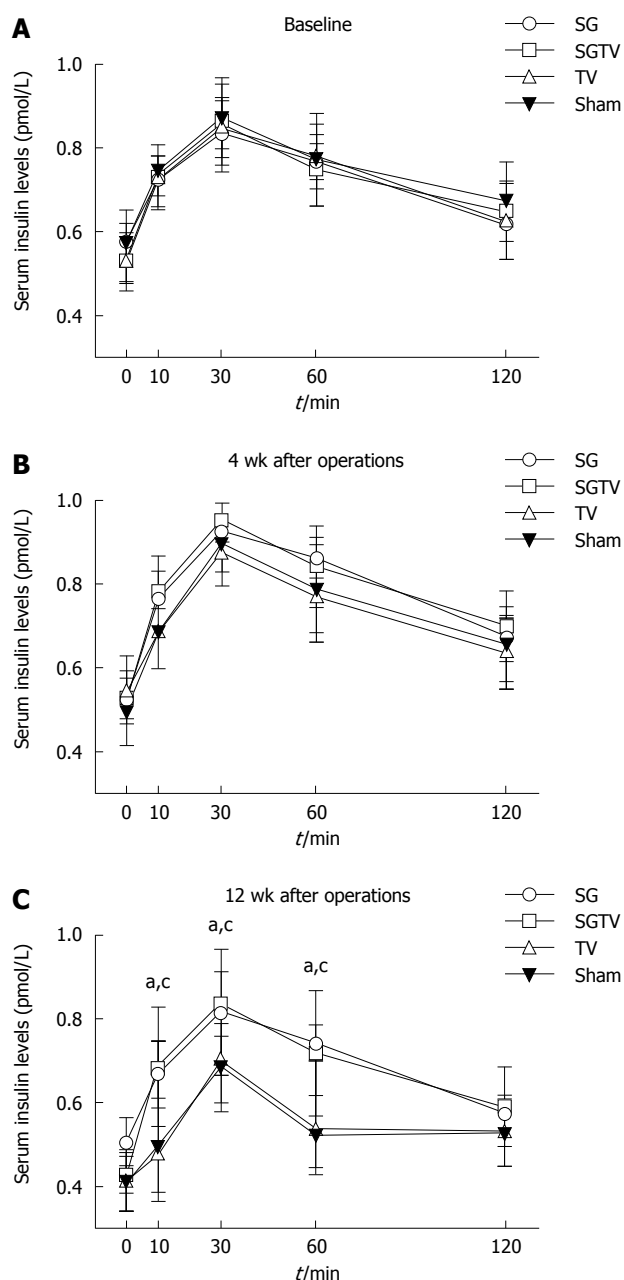 A
Baseline
SG
SGTV
TV
Sham
Serum insulin levels (pmol/L)
1.0
0.8
0.6
0.4
0 10 30 60 120
t/min
B
4 wk after operations
SG
SGTV
TV
Sham
Serum insulin levels (pmol/L)
1.0
0.8
0.6
0.4
0 10 30 60 120
t/min
C
12 wk after operations
SG
SGTV
TV
Sham
Serum insulin levels (pmol/L)
1.0
0.8
0.6
0.4
a,c
a,c
a,c
0 10 30 60 120
t/min